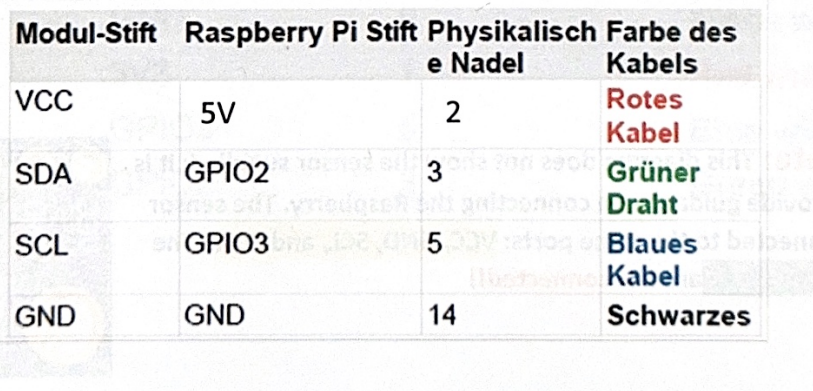 Modul-Stift Raspberry Pi Stift Physikalisch Farbe des
e Nadel Kabels
VCC 5V 2 Rotes
Kabel
SDA GPIO2 3 Grüner
Draht
SCL GPIO3 5 Blaues
Kabel
GND GND 14 Schwarzes